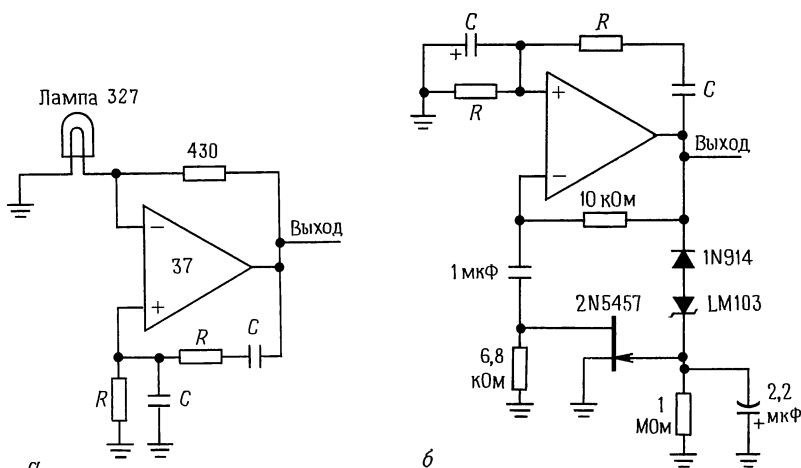 Лампа 327
430
−
37
+
Выход
R
C
R
C
а
C
+
R
R
C
+
−
Выход
10 кОм
1 мкФ
1N914
2N5457
LM103
6,8
кОм
1
МОм
2,2
мкФ
+
б